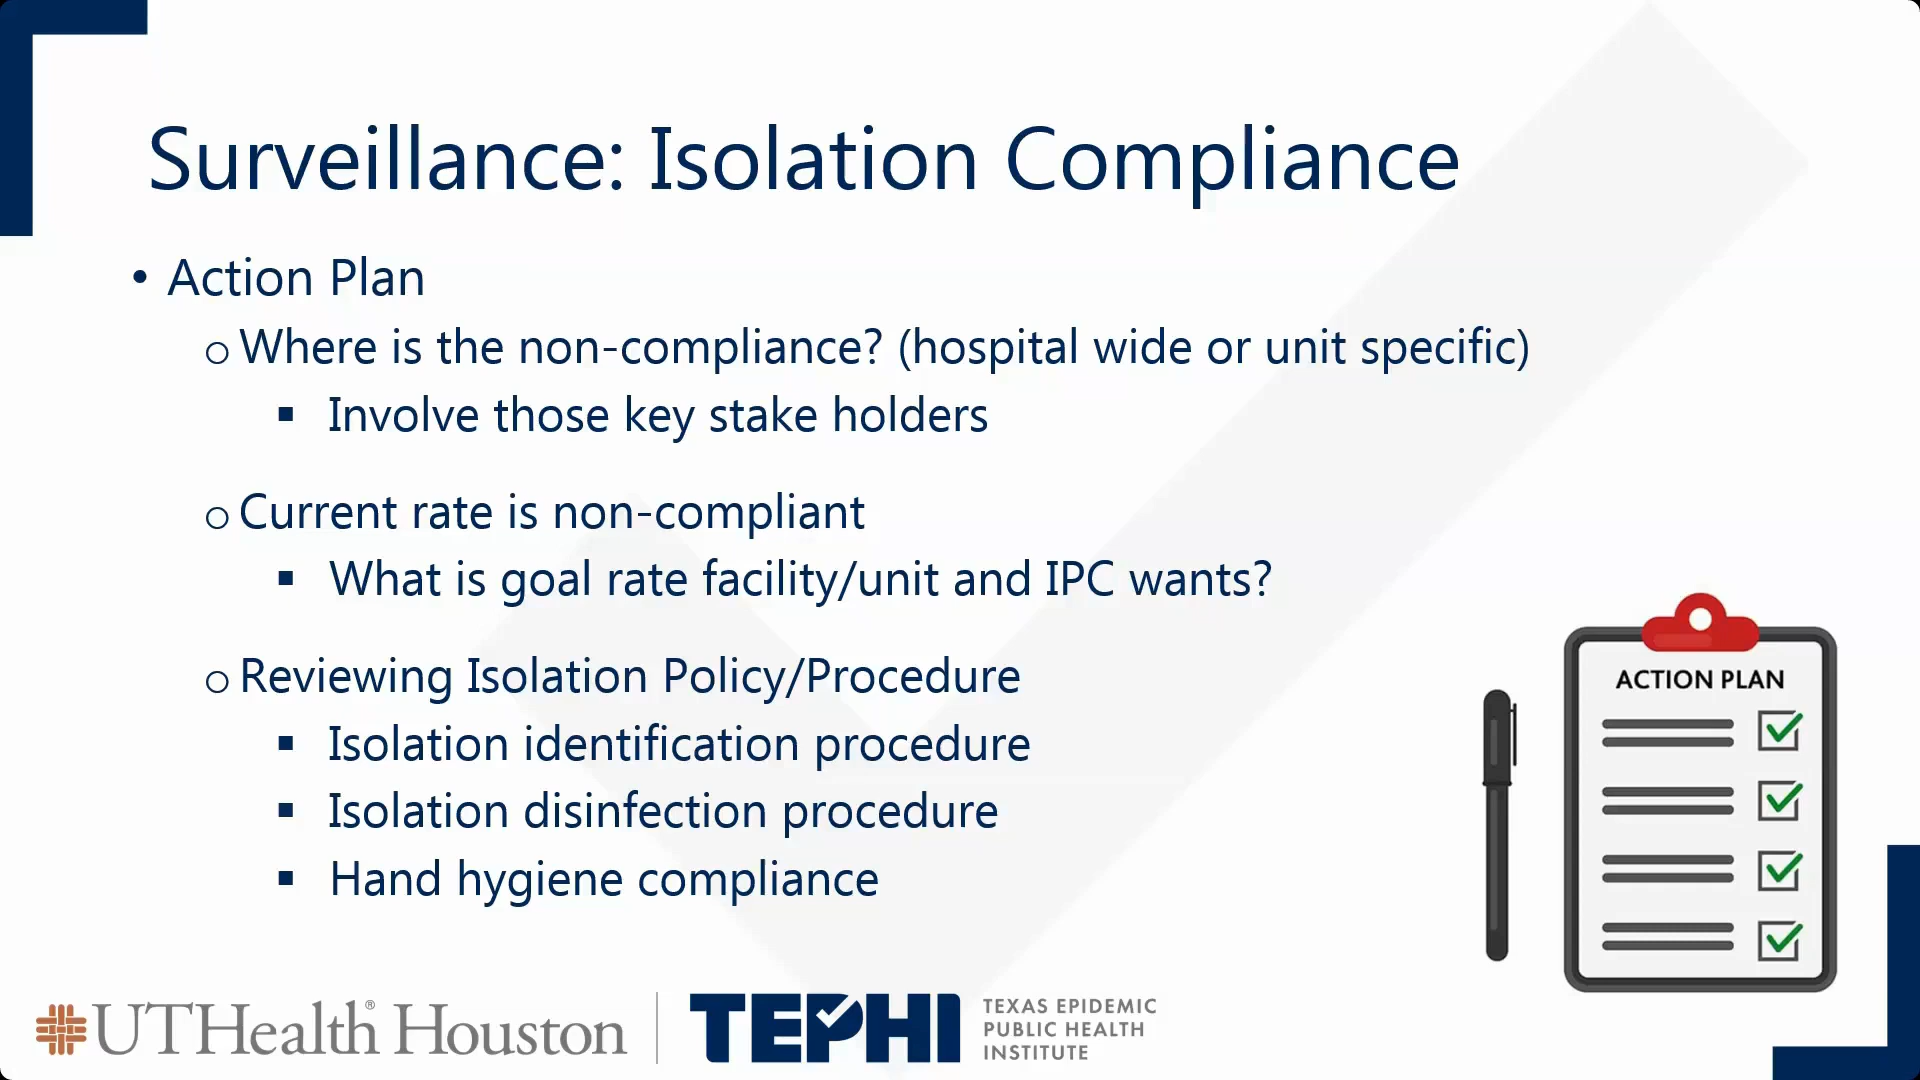 Surveillance: Isolation Compliance
• Action Plan
o Where is the non-compliance? (hospital wide or unit specific)
▪ Involve those key stake holders
o Current rate is non-compliant
▪ What is goal rate facility/unit and IPC wants?
o Reviewing Isolation Policy/Procedure
▪ Isolation identification procedure
▪ Isolation disinfection procedure
▪ Hand hygiene compliance
ACTION PLAN
UTHealth® Houston
TEPHI
TEXAS EPIDEMIC
PUBLIC HEALTH
INSTITUTE